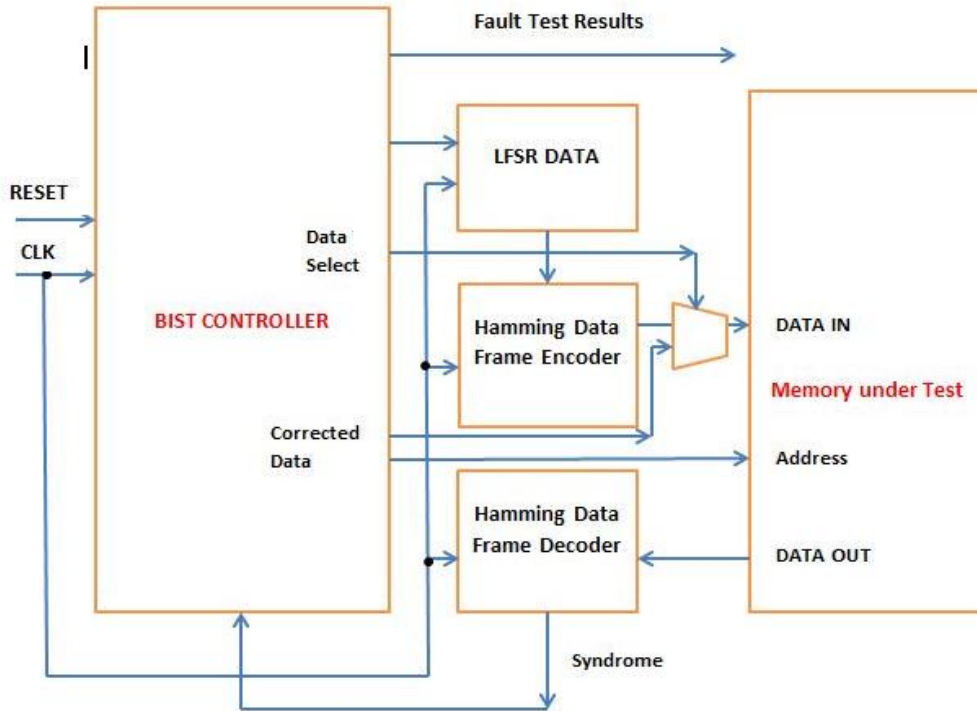 Fault Test Results
LFSR DATA
RESET
CLK
Data
Select
BIST CONTROLLER
Hamming Data
Frame Encoder
DATA IN
Memory under Test
Corrected
Data
Address
Hamming Data
Frame Decoder
DATA OUT
Syndrome